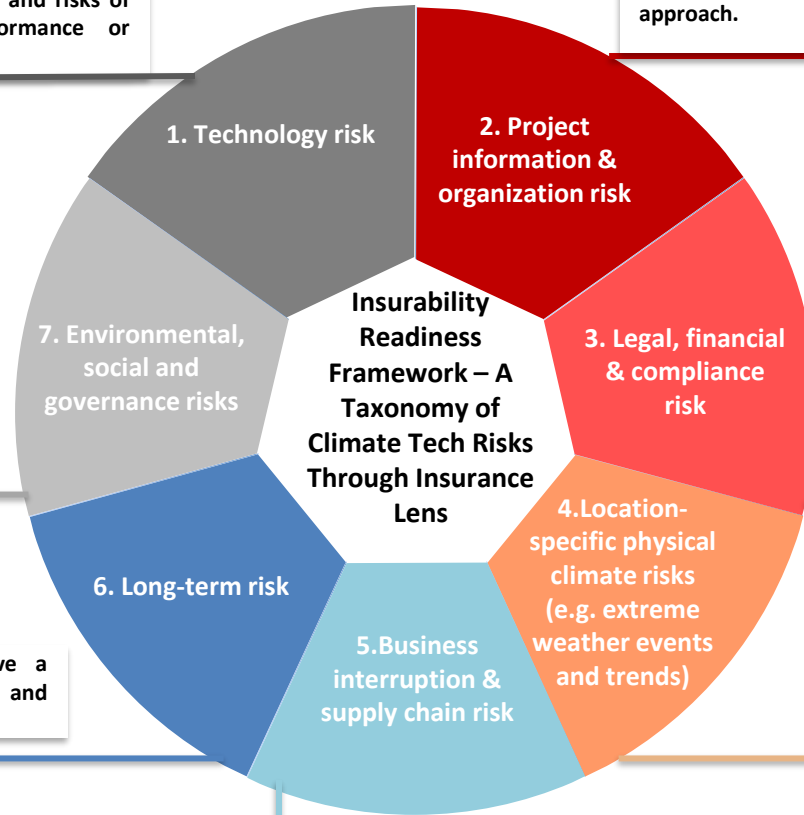 and risks of
ormance or
approach.
1. Technology risk
2. Project
information &
organization risk
3. Legal, financial
& compliance
risk
4.Location-
specific physical
climate risks
(e.g. extreme
weather events
and trends)
5.Business
interruption &
supply chain risk
6. Long-term risk
7. Environmental,
social and
governance risks
Insurability
Readiness
Framework – A
Taxonomy of
Climate Tech Risks
Through Insurance
Lens
ve a
and